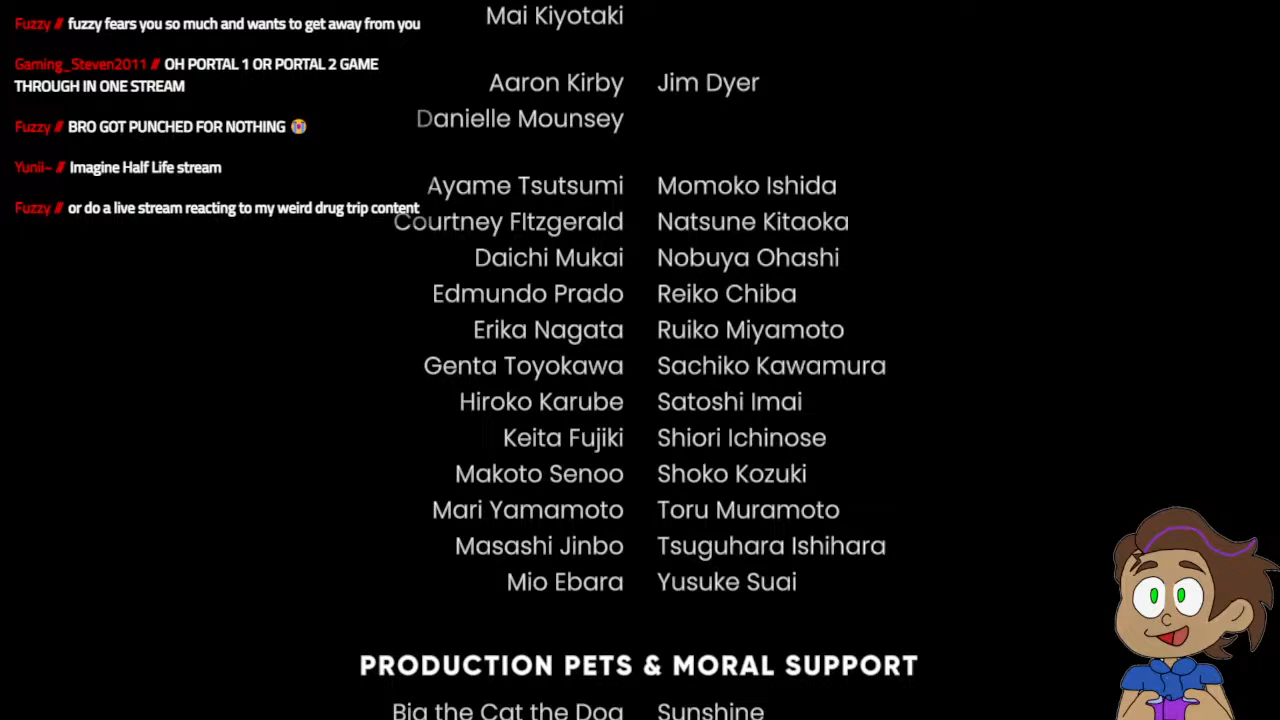 Fuzzy // fuzzy fears you so much and wants to get away from you
Gaming_Steven2011 // OH PORTAL 1 OR PORTAL 2 GAME
THROUGH IN ONE STREAM
Fuzzy // BRO GOT PUNCHED FOR NOTHING 😭
Yunii~ // Imagine Half Life stream
Fuzzy // or do a live stream reacting to my weird drug trip content
Mai Kiyotaki
Aaron Kirby Jim Dyer
Danielle Mounsey
Ayame Tsutsumi Momoko Ishida
Courtney FItzgerald Natsune Kitaoka
Daichi Mukai Nobuya Ohashi
Edmundo Prado Reiko Chiba
Erika Nagata Ruiko Miyamoto
Genta Toyokawa Sachiko Kawamura
Hiroko Karube Satoshi Imai
Keita Fujiki Shiori Ichinose
Makoto Senoo Shoko Kozuki
Mari Yamamoto Toru Muramoto
Masashi Jinbo Tsuguhara Ishihara
Mio Ebara Yusuke Suai
PRODUCTION PETS & MORAL SUPPORT
Big the Cat the Dog Sunshine